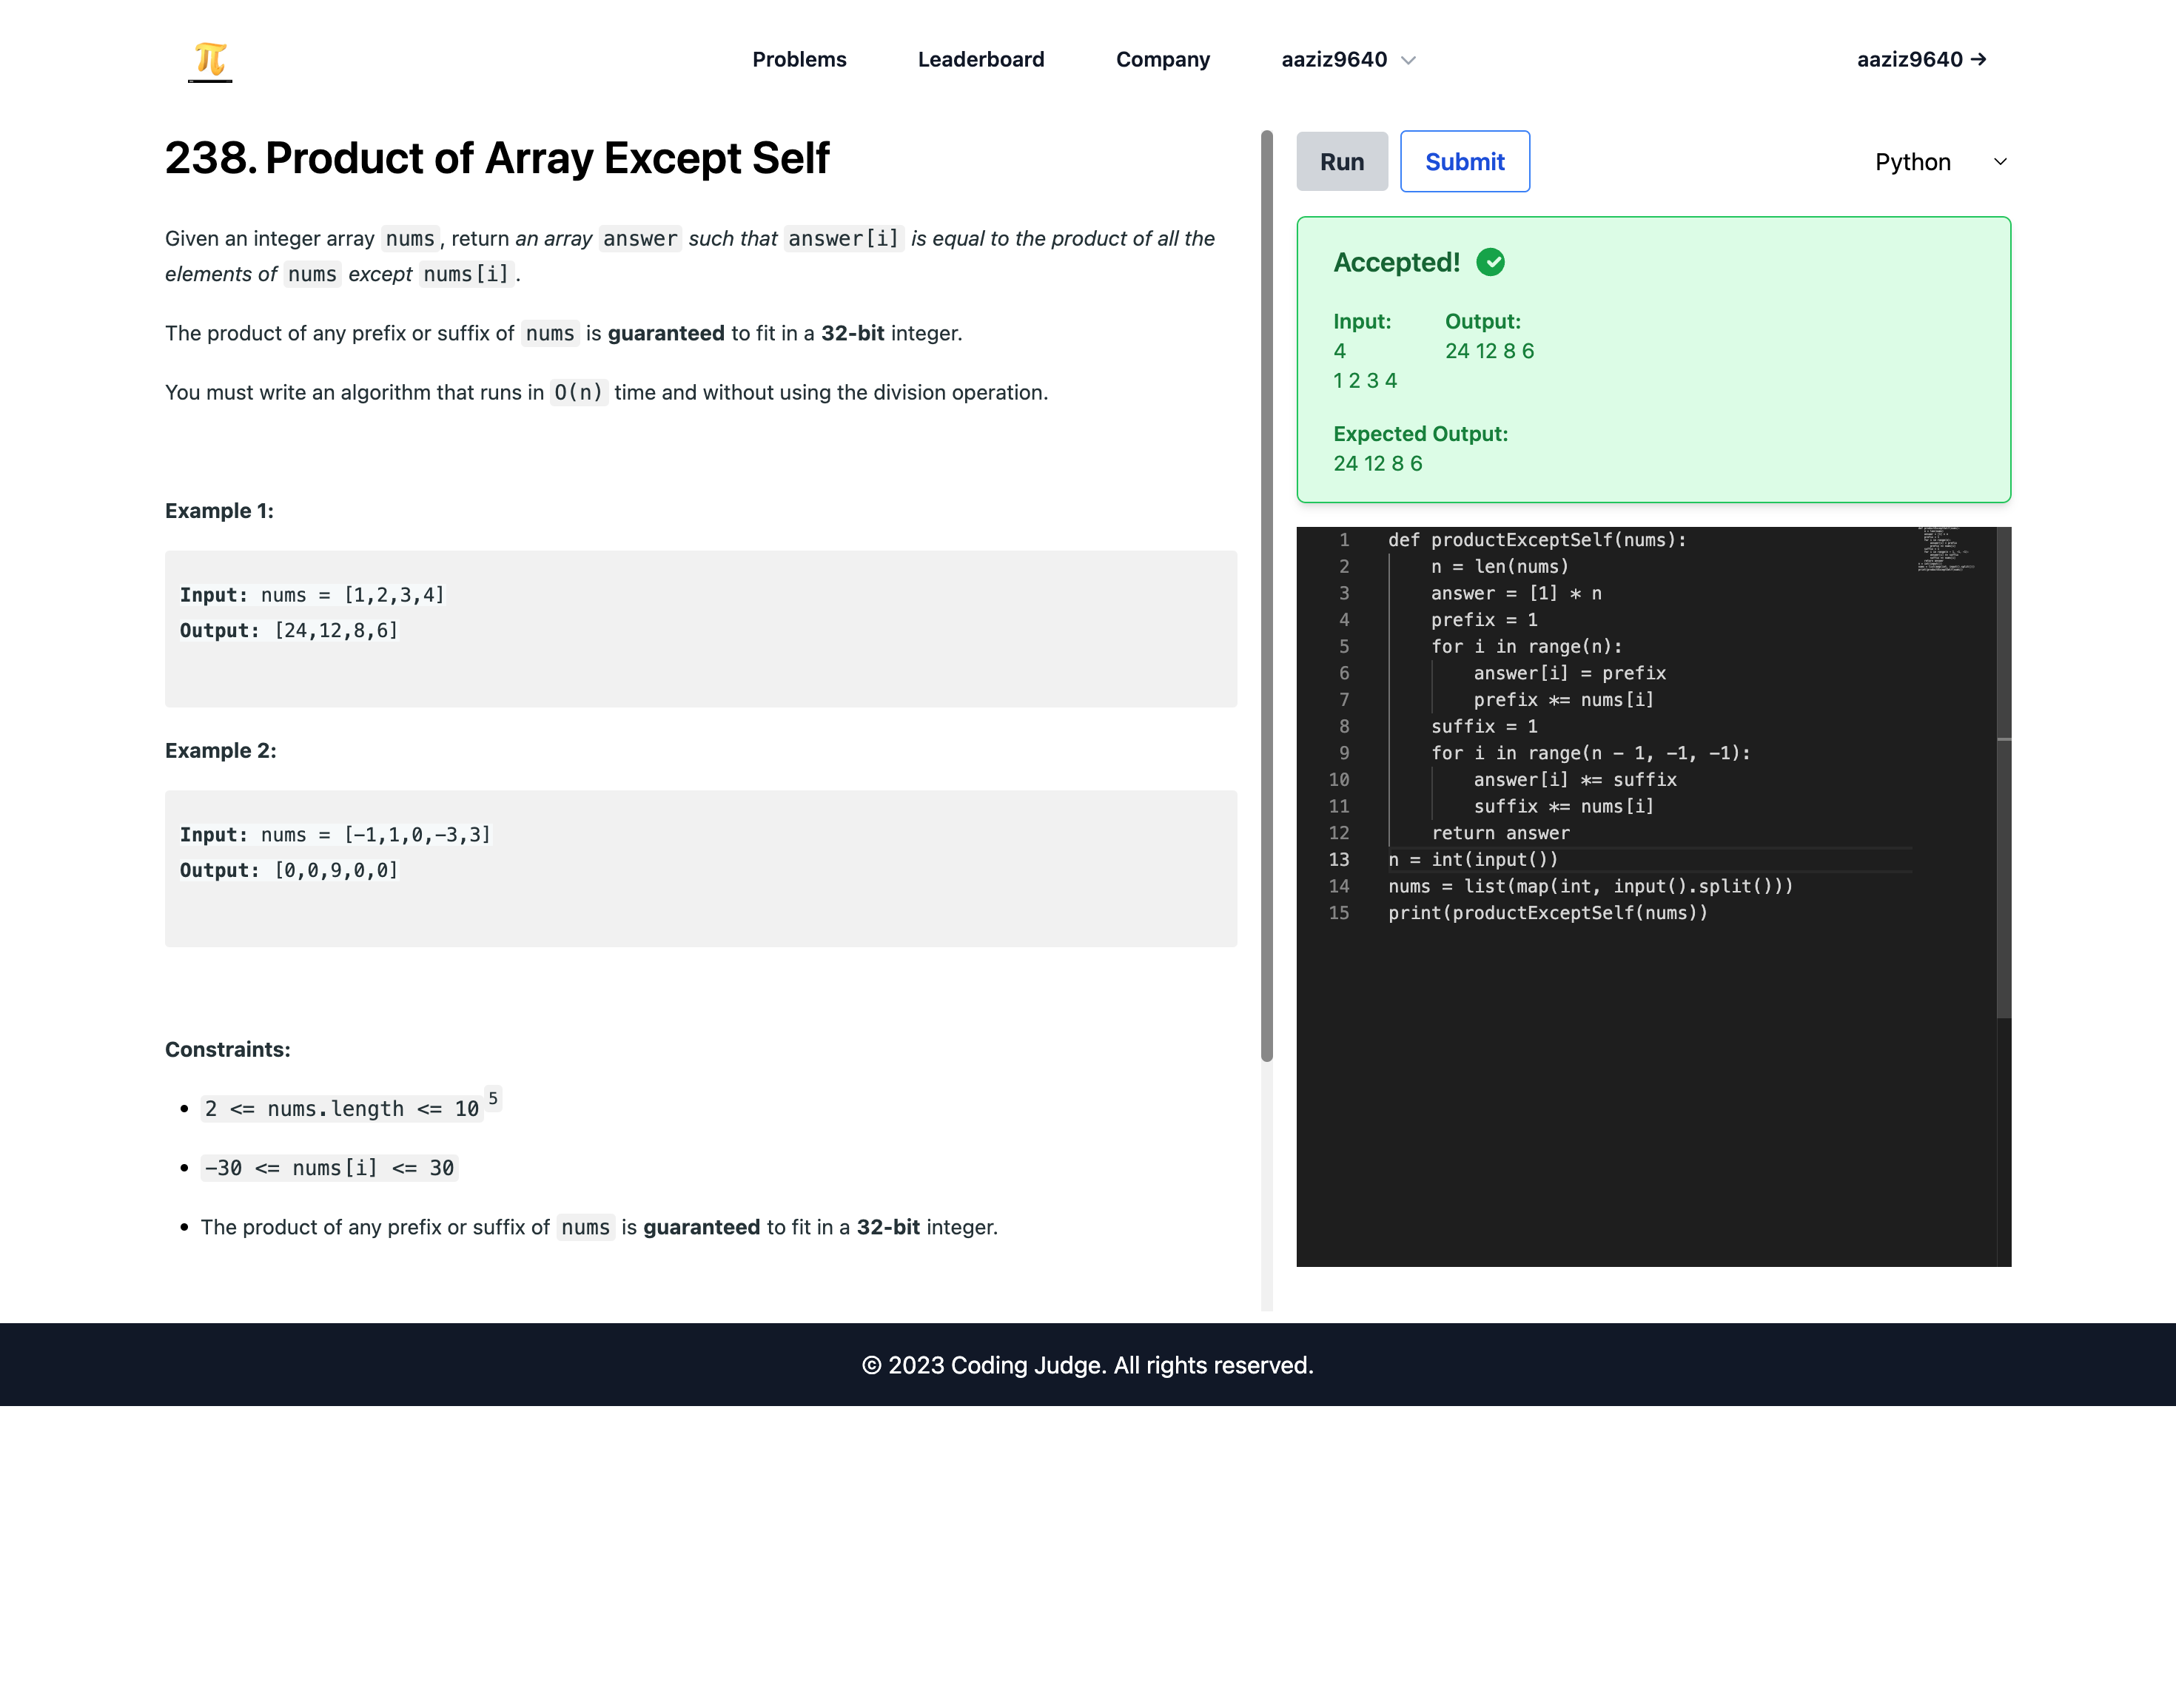 Problems Leaderboard Company aaziz9640 aaziz9640 →
238. Product of Array Except Self
Given an integer array nums, return an array answer such that answer[i] is equal to the product of all the
elements of nums except nums[i].
The product of any prefix or suffix of nums is guaranteed to fit in a 32-bit integer.
You must write an algorithm that runs in O(n) time and without using the division operation.
Example 1:
Input: nums = [1,2,3,4]
Output: [24,12,8,6]
Example 2:
Input: nums = [-1,1,0,-3,3]
Output: [0,0,9,0,0]
Constraints:
• 2 <= nums.length <= 10^5
• -30 <= nums[i] <= 30
• The product of any prefix or suffix of nums is guaranteed to fit in a 32-bit integer.
Run Submit Python
Accepted!
Input: Output:
4 24 12 8 6
1 2 3 4
Expected Output:
24 12 8 6
1 def productExceptSelf(nums):
2     n = len(nums)
3     answer = [1] * n
4     prefix = 1
5     for i in range(n):
6         answer[i] = prefix
7         prefix *= nums[i]
8     suffix = 1
9     for i in range(n - 1, -1, -1):
10         answer[i] *= suffix
11         suffix *= nums[i]
12     return answer
13 n = int(input())
14 nums = list(map(int, input().split()))
15 print(productExceptSelf(nums))
© 2023 Coding Judge. All rights reserved.